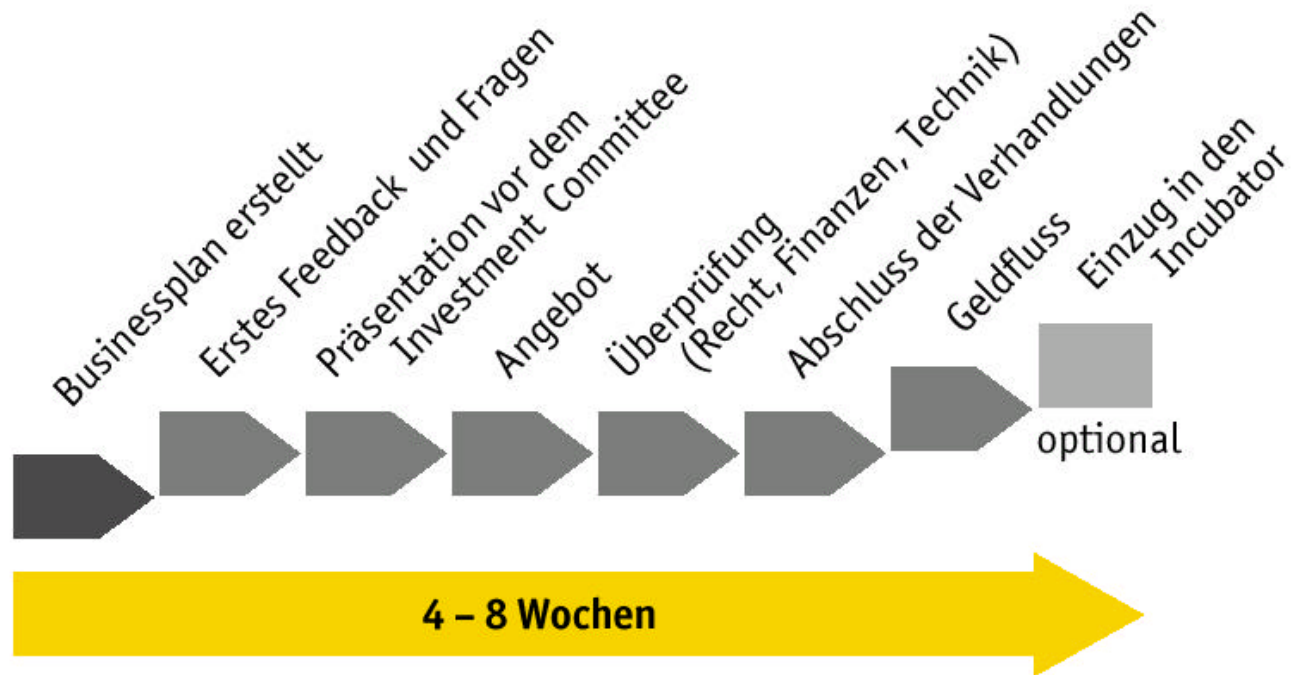 Businessplan erstellt
Erstes Feedback und Fragen
Präsentation vor dem
Investment Committee
Angebot
Überprüfung
(Recht, Finanzen, Technik)
Abschluss der Verhandlungen
Geldfluss
Einzug in den
Incubator
optional
4 – 8 Wochen